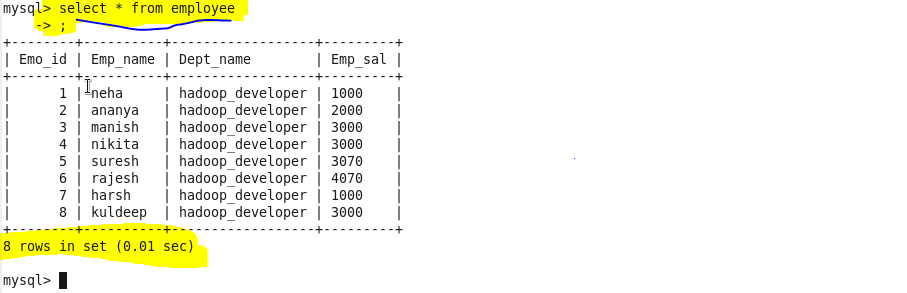 mysql> select * from employee
    -> ;
+--------+----------+------------------+---------+
| Emo_id | Emp_name | Dept_name        | Emp_sal |
+--------+----------+------------------+---------+
|      1 | neha     | hadoop_developer | 1000    |
|      2 | ananya   | hadoop_developer | 2000    |
|      3 | manish   | hadoop_developer | 3000    |
|      4 | nikita   | hadoop_developer | 3000    |
|      5 | suresh   | hadoop_developer | 3070    |
|      6 | rajesh   | hadoop_developer | 4070    |
|      7 | harsh    | hadoop_developer | 1000    |
|      8 | kuldeep  | hadoop_developer | 3000    |
+--------+----------+------------------+---------+
8 rows in set (0.01 sec)
mysql>